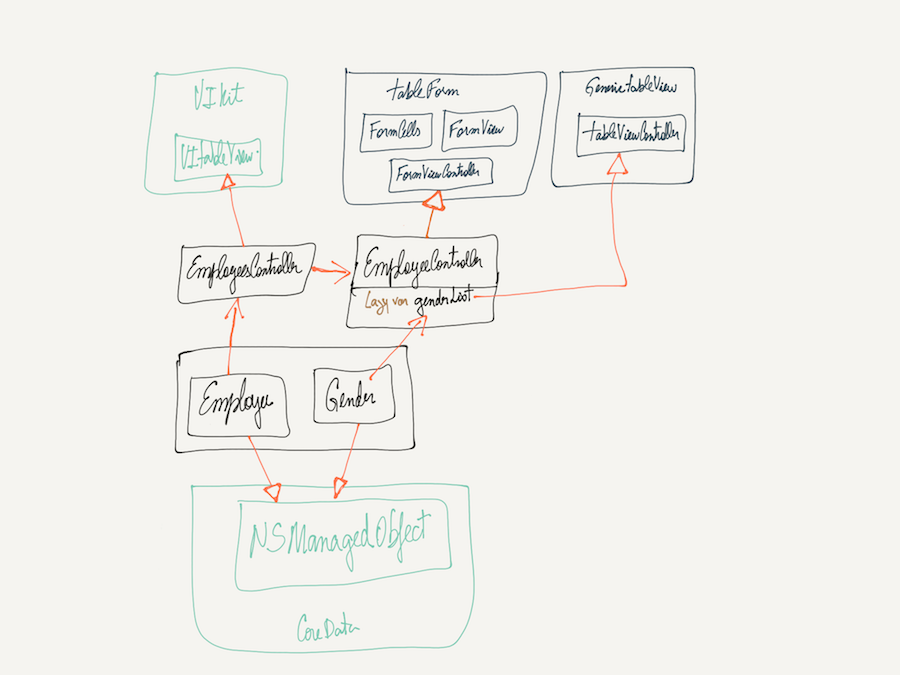 UIkit
UITableView
tableForm
FormCells
FormView
FormViewController
GenericTableView
tableViewController
EmployeesController
EmployeeController
Lazy var genderList
Employee
Gender
NSManagedObject
CoreData